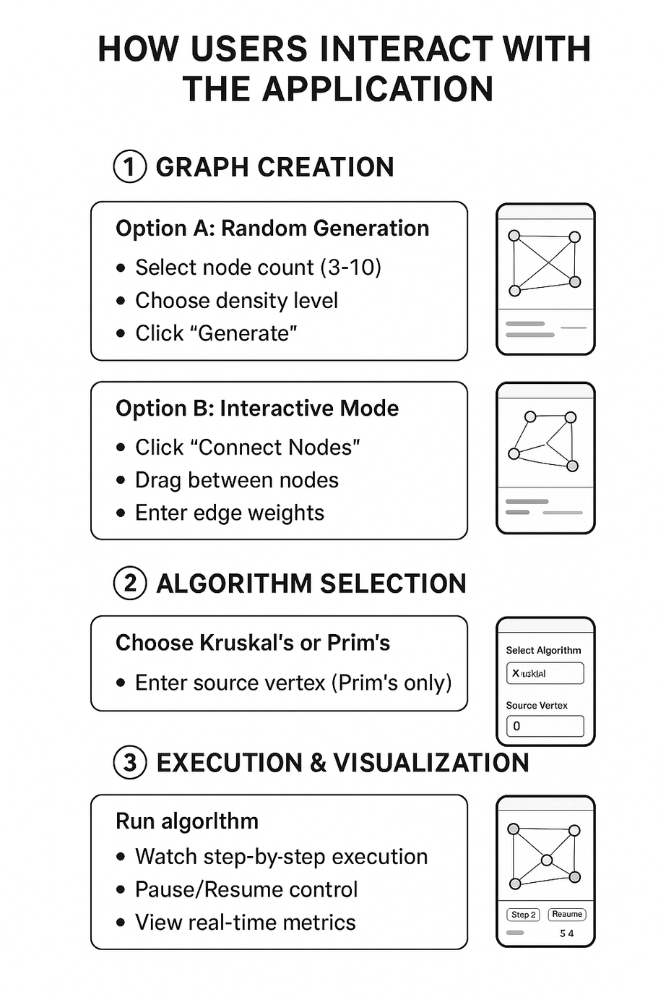 HOW USERS INTERACT WITH
THE APPLICATION
1 GRAPH CREATION
Option A: Random Generation
• Select node count (3-10)
• Choose density level
• Click “Generate”
Option B: Interactive Mode
• Click “Connect Nodes”
• Drag between nodes
• Enter edge weights
2 ALGORITHM SELECTION
Choose Kruskal's or Prim's
• Enter source vertex (Prim's only)
Select Algorithm
Source Vertex
0
3 EXECUTION & VISUALIZATION
Run algorlthm
• Watch step-by-step execution
• Pause/Resume control
• View real-time metrics
Step 2 Reaume
5 4